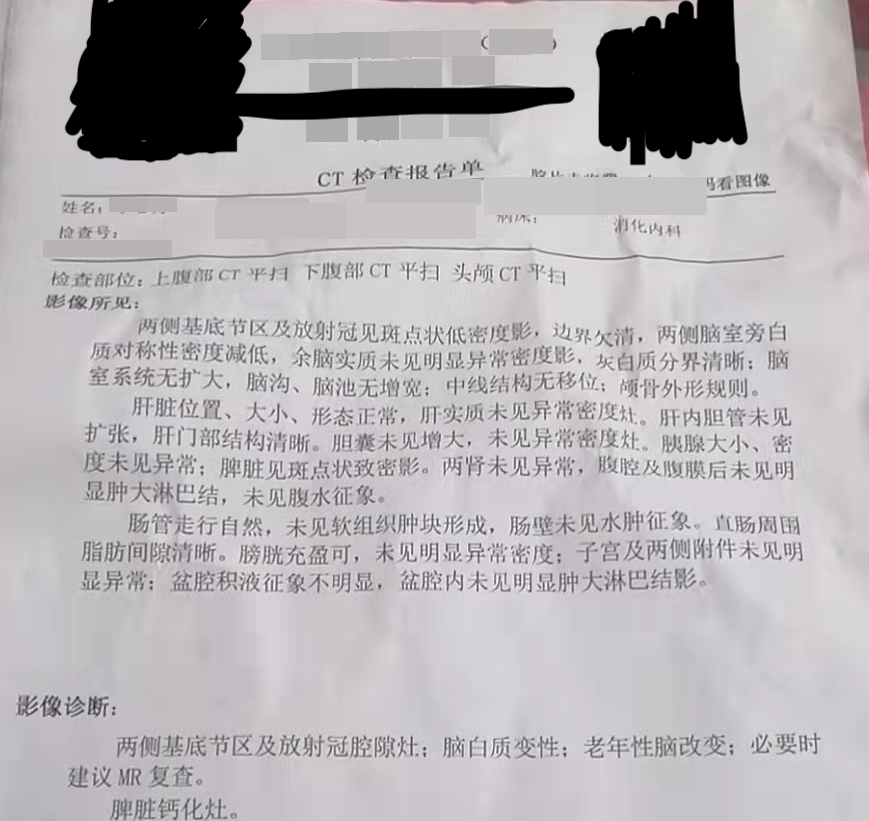 CT 检查报告单
码看图像
姓名:
病床:
消化内科
检查号:
检查部位: 上腹部 CT 平扫 下腹部 CT 平扫 头颅 CT 平扫
影像所见:
两侧基底节区及放射冠见斑点状低密度影，边界欠清，两侧脑室旁白
质对称性密度减低，余脑实质未见明显异常密度影，灰白质分界清晰；脑
室系统无扩大，脑沟、脑池无增宽；中线结构无移位；颅骨外形规则。
肝脏位置、大小、形态正常，肝实质未见异常密度灶。肝内胆管未见
扩张，肝门部结构清晰。胆囊未见增大，未见异常密度灶。胰腺大小、密
度未见异常；脾脏见斑点状致密影。两肾未见异常，腹腔及腹膜后未见明
显肿大淋巴结，未见腹水征象。
肠管走行自然，未见软组织肿块形成，肠壁未见水肿征象。直肠周围
脂肪间隙清晰。膀胱充盈可，未见明显异常密度；子宫及两侧附件未见明
显异常；盆腔积液征象不明显，盆腔内未见明显肿大淋巴结影。
影像诊断:
两侧基底节区及放射冠腔隙灶；脑白质变性；老年性脑改变；必要时
建议 MR 复查。
脾脏钙化灶。